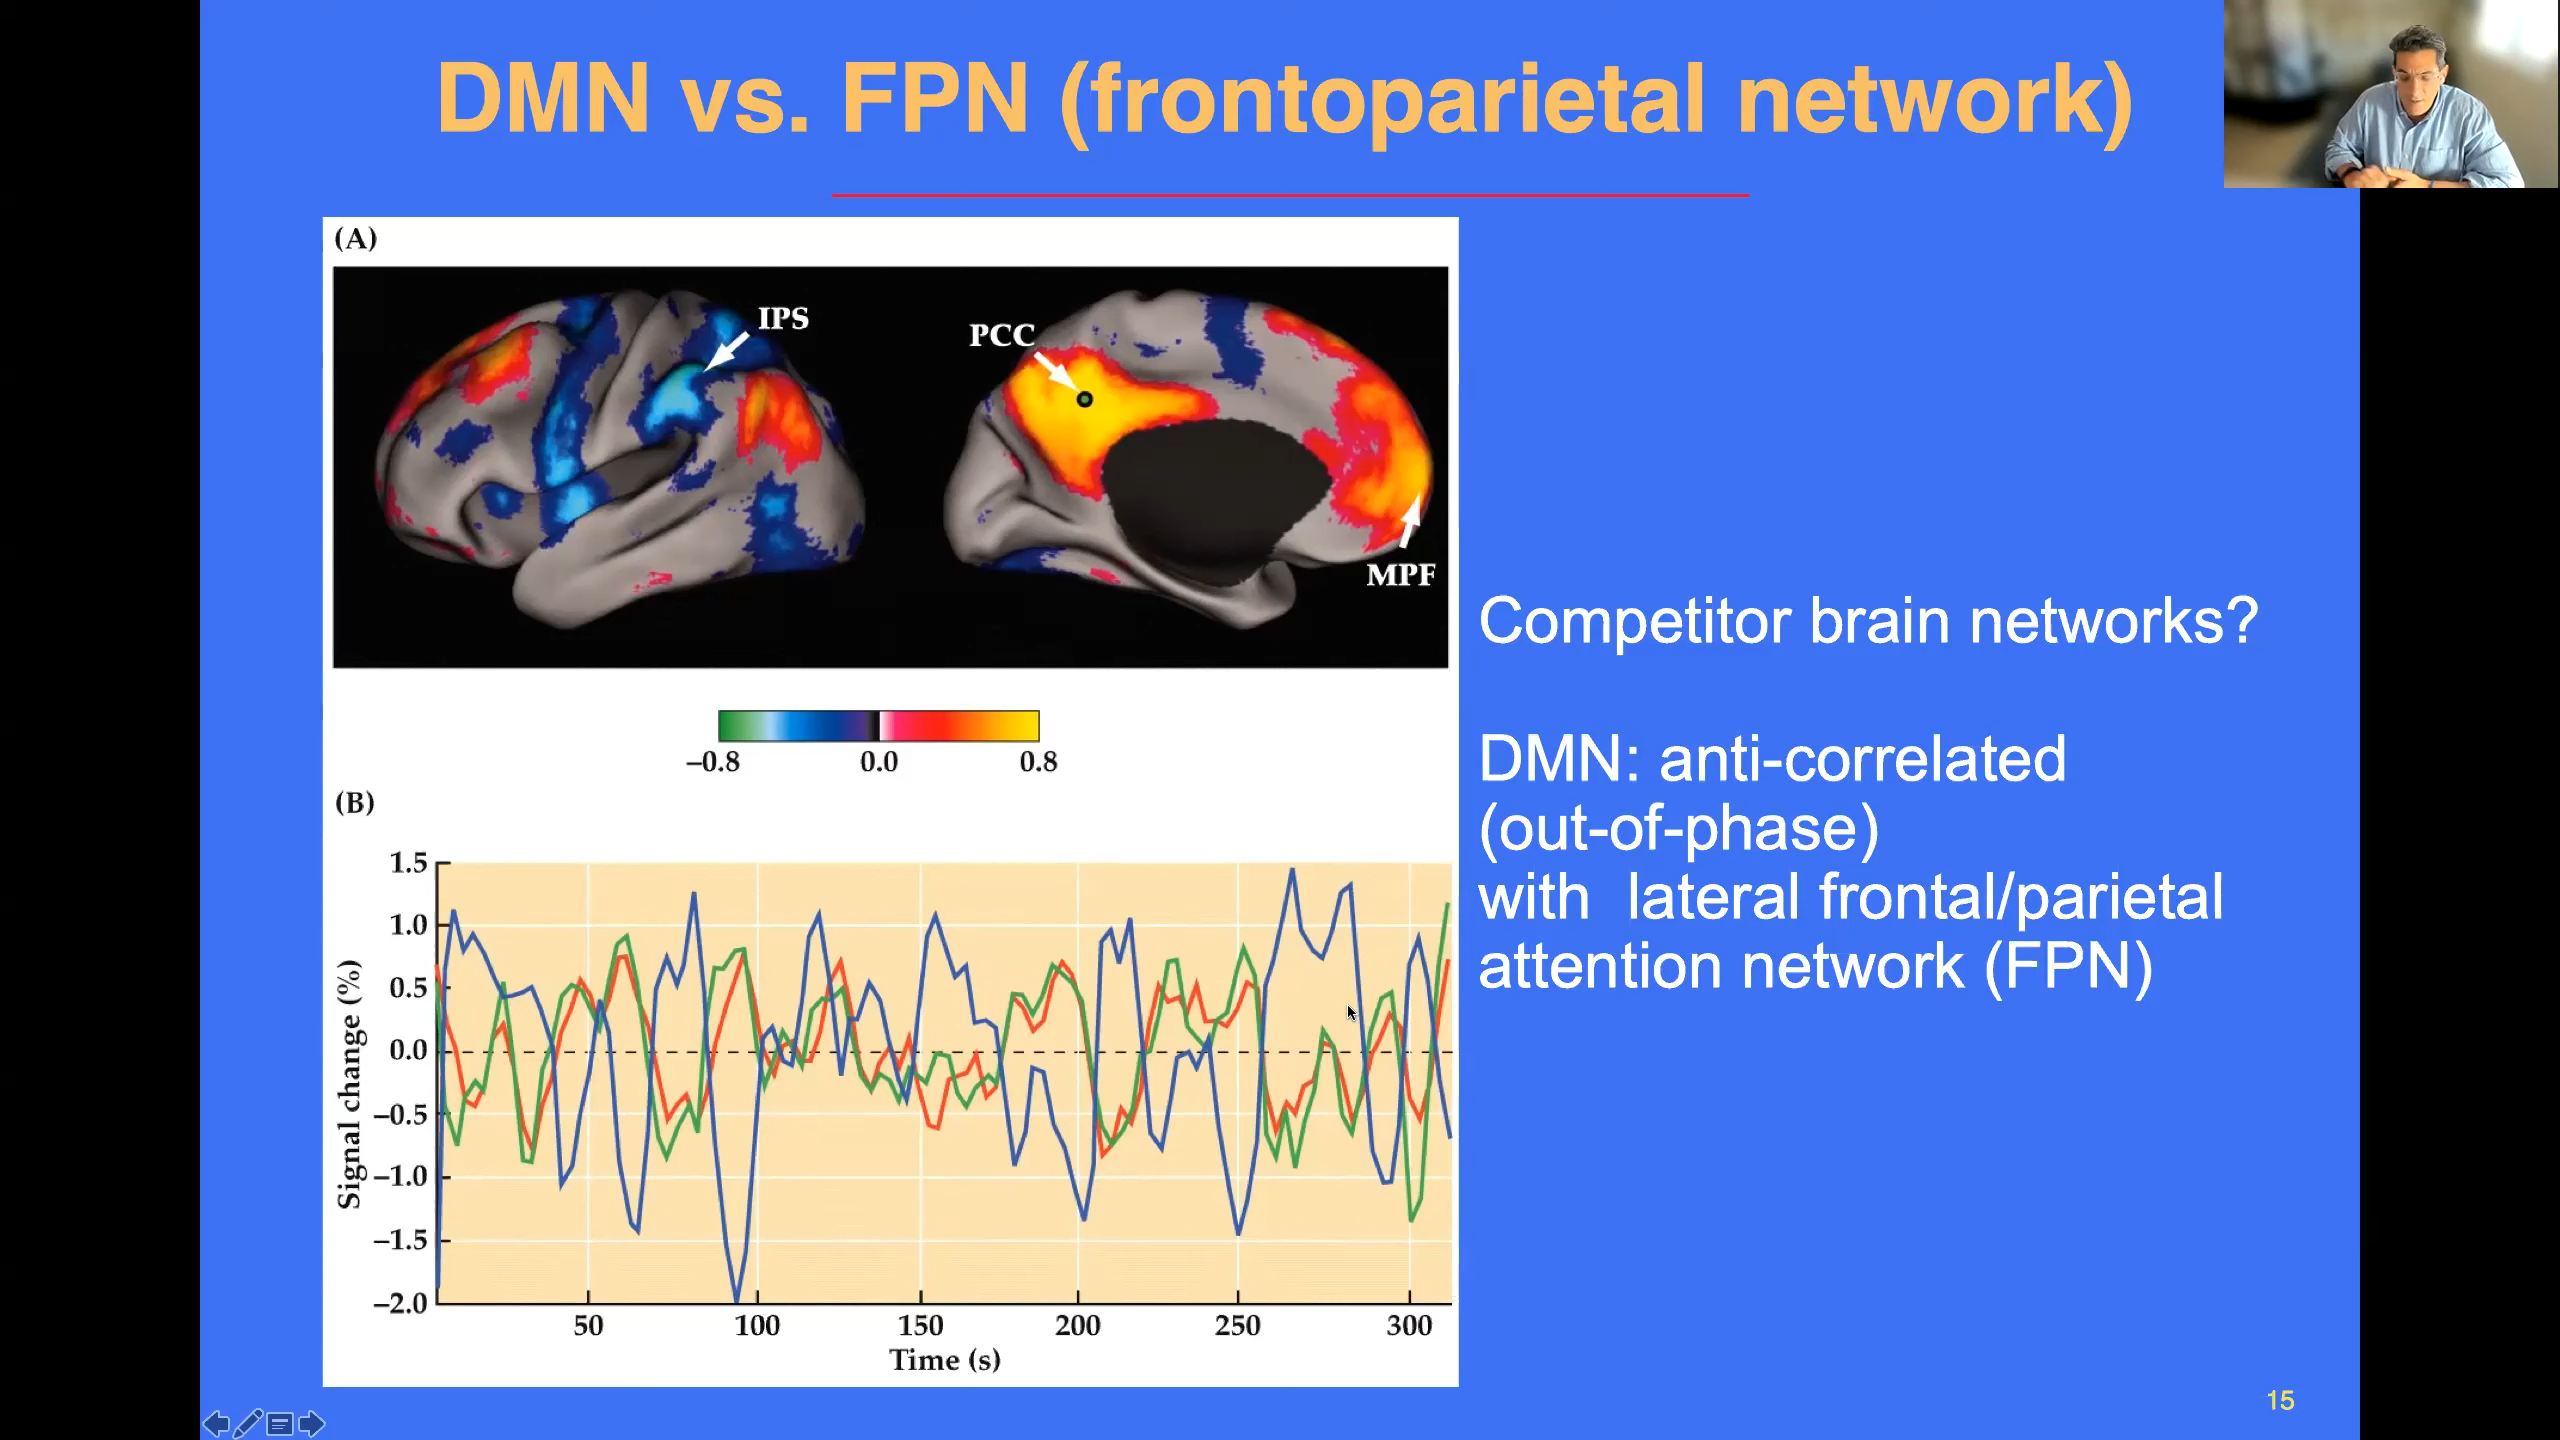 DMN vs. FPN (frontoparietal network)
(A)
IPS
PCC
MPF
–0.8 0.0 0.8
(B)
Signal change (%)
1.5
1.0
0.5
0.0
–0.5
–1.0
–1.5
–2.0
50 100 150 200 250 300
Time (s)
Competitor brain networks?
DMN: anti-correlated
(out-of-phase)
with lateral frontal/parietal
attention network (FPN)
15